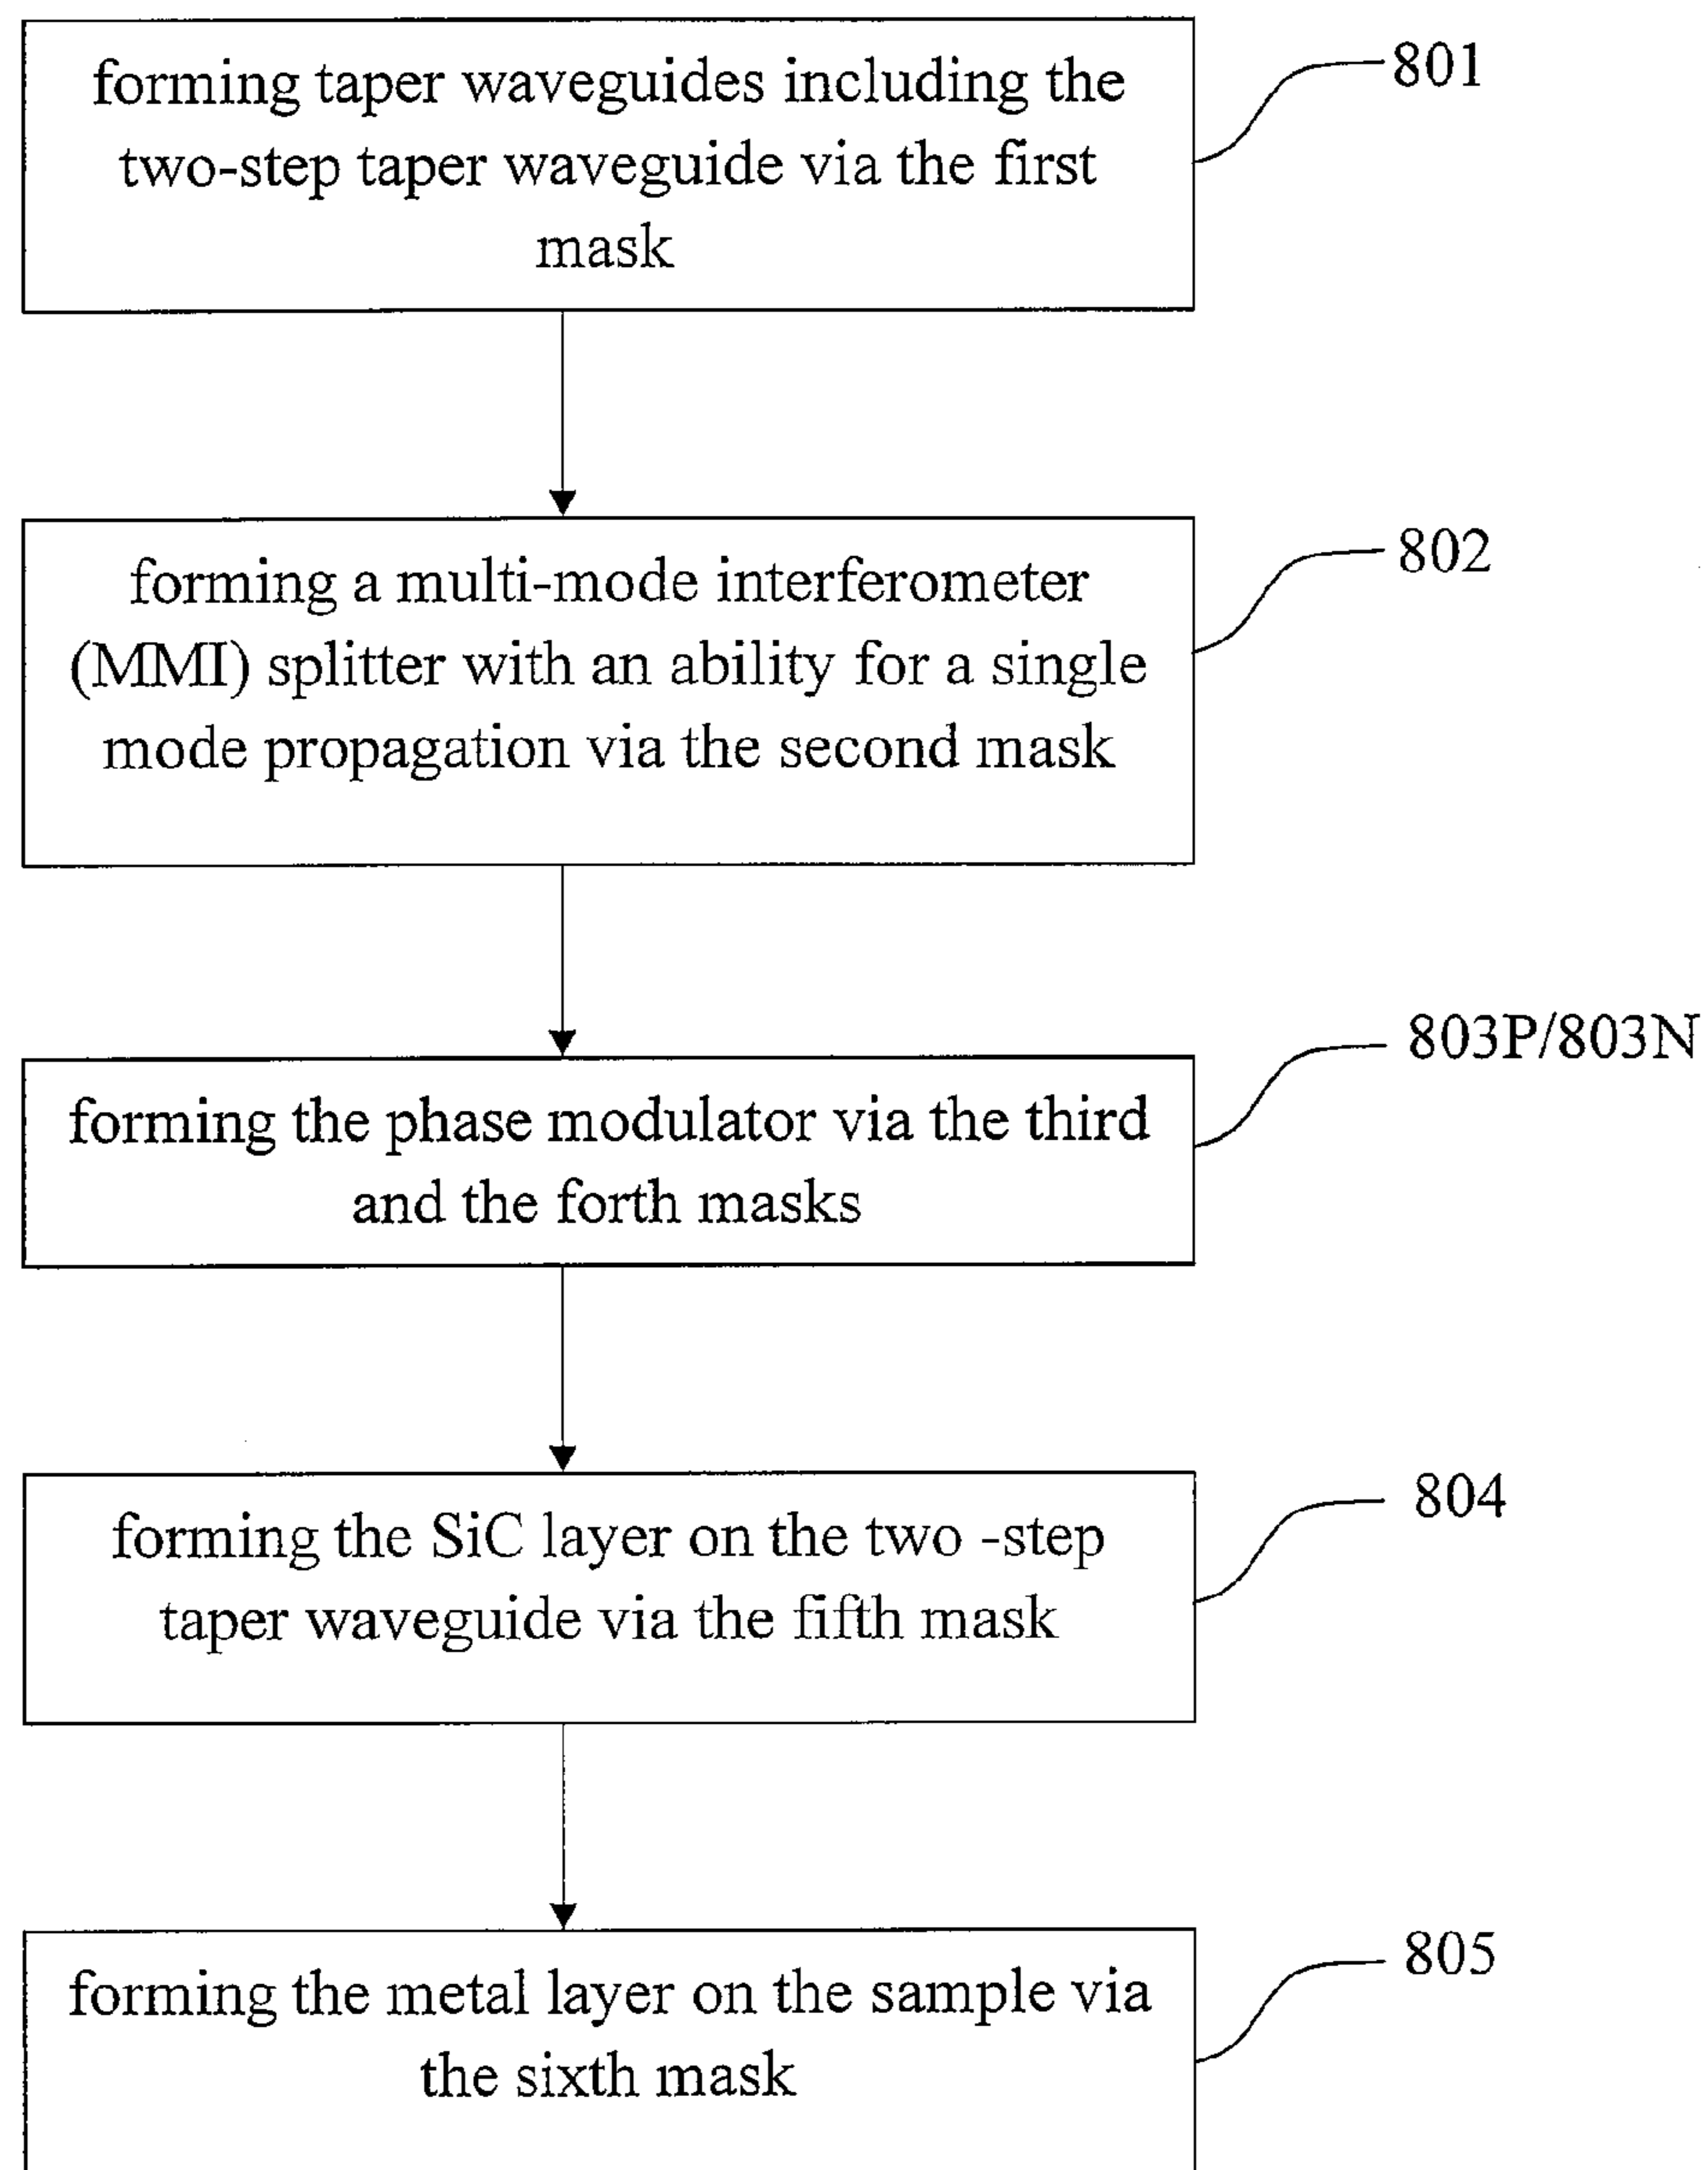 forming taper waveguides including the
two-step taper waveguide via the first
mask
801
forming a multi-mode interferometer
(MMI) splitter with an ability for a single
mode propagation via the second mask
802
forming the phase modulator via the third
and the forth masks
803P/803N
forming the SiC layer on the two -step
taper waveguide via the fifth mask
804
forming the metal layer on the sample via
the sixth mask
805